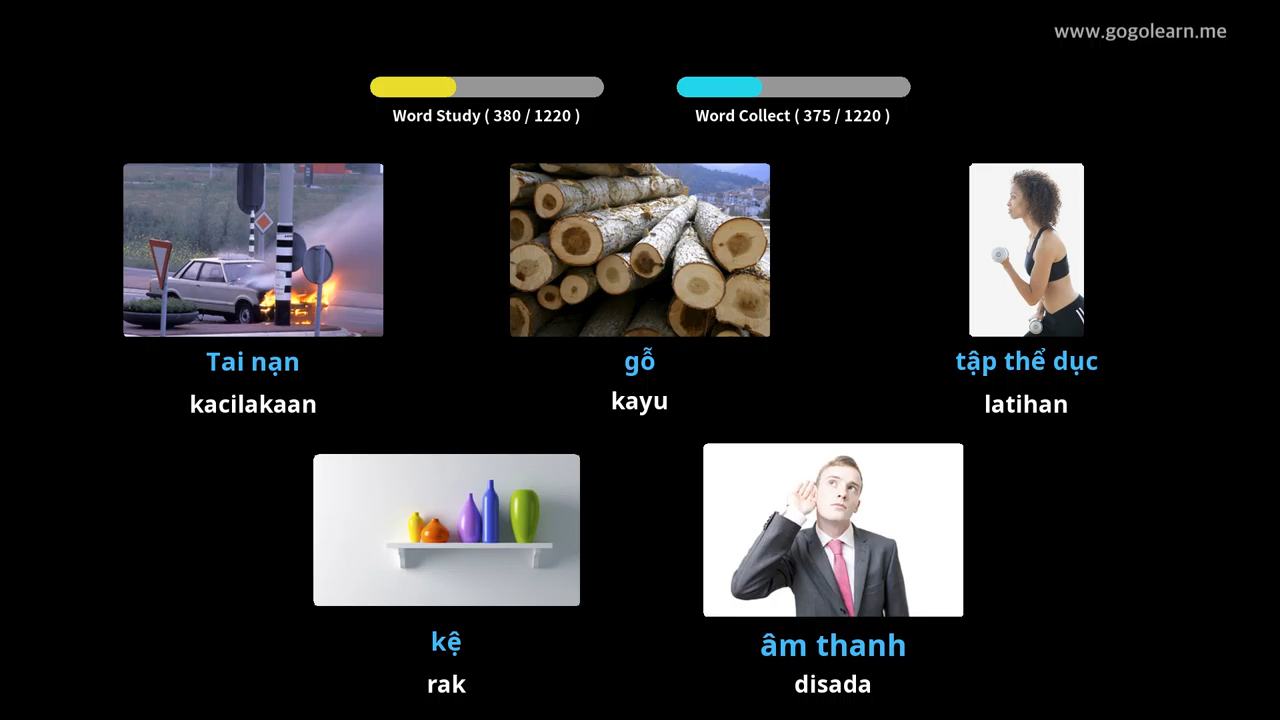 www.gogolearn.me
Word Study ( 380 / 1220 )
Word Collect ( 375 / 1220 )
Tai nạn
gỗ
tập thể dục
kacilakaan
kayu
latihan
kệ
âm thanh
rak
disada